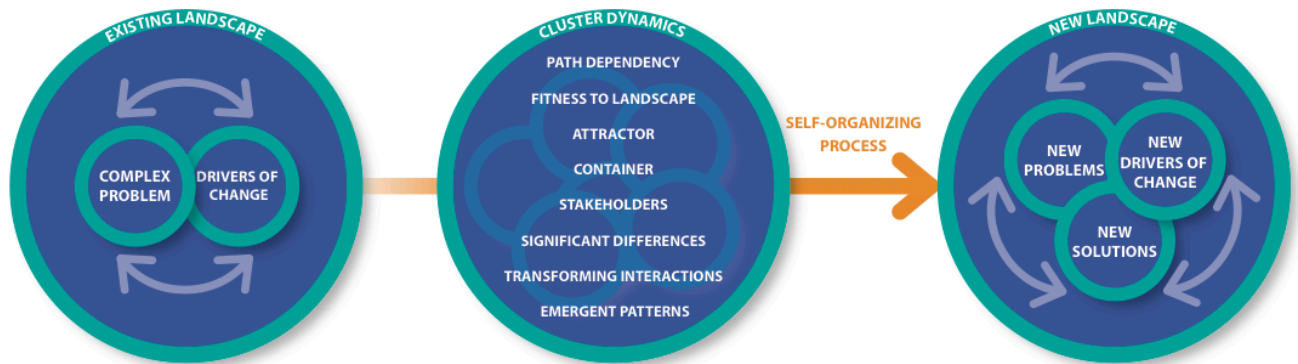 EXISTING LANDSCAPE
COMPLEX
PROBLEM
DRIVERS OF
CHANGE
CLUSTER DYNAMICS
PATH DEPENDENCY
FITNESS TO LANDSCAPE
ATTRACTOR
CONTAINER
STAKEHOLDERS
SIGNIFICANT DIFFERENCES
TRANSFORMING INTERACTIONS
EMERGENT PATTERNS
SELF-ORGANIZING
PROCESS
NEW LANDSCAPE
NEW
PROBLEMS
NEW
DRIVERS OF
CHANGE
NEW
SOLUTIONS